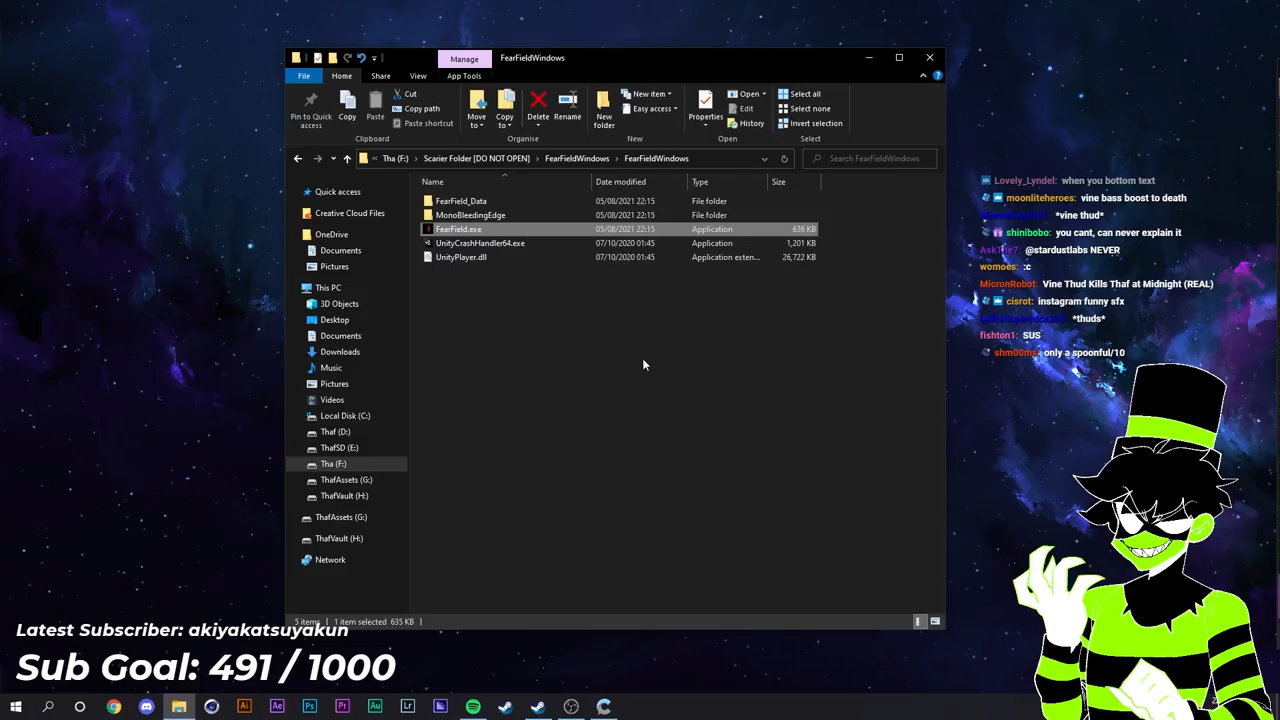 Manage
FearFieldWindows
File
Home
Share
View
App Tools
Pin to Quick access
Copy
Paste
Cut
Copy path
Paste shortcut
Clipboard
Move to
Copy to
Delete
Rename
Organise
New folder
New item
Easy access
New
Properties
Open
Edit
History
Open
Select all
Select none
Invert selection
Select
« Tha (F:) > Scarier Folder [DO NOT OPEN] > FearFieldWindows > FearFieldWindows
Search FearFieldWindows
Name Date modified Type Size
FearField_Data 05/08/2021 22:15 File folder
MonoBleedingEdge 05/08/2021 22:15 File folder
FearField.exe 05/08/2021 22:15 Application 636 KB
UnityCrashHandler64.exe 07/10/2020 01:45 Application 1,201 KB
UnityPlayer.dll 07/10/2020 01:45 Application exten... 26,722 KB
Quick access
Creative Cloud Files
OneDrive
Documents
Pictures
This PC
3D Objects
Desktop
Documents
Downloads
Music
Pictures
Videos
Local Disk (C:)
Thaf (D:)
ThafSD (E:)
Tha (F:)
ThafAssets (G:)
ThafVault (H:)
ThafAssets (G:)
ThafVault (H:)
Network
5 items 1 item selected 635 KB
Lovely_Lyndel: when you bottom text
moonliteheroes: vine bass boost to death
*vine thud*
shinibobo: you cant, can never explain it
@stardustlabs NEVER
womoes: :c
MicronRobot: Vine Thud Kills Thaf at Midnight (REAL)
cisrot: instagram funny sfx
*thuds*
fishton1: SUS
shm00ms: only a spoonful/10
Latest Subscriber: akiyakatsuyakun
Sub Goal: 491 / 1000
Ai
Ae
Ps
Pr
Au
Lr